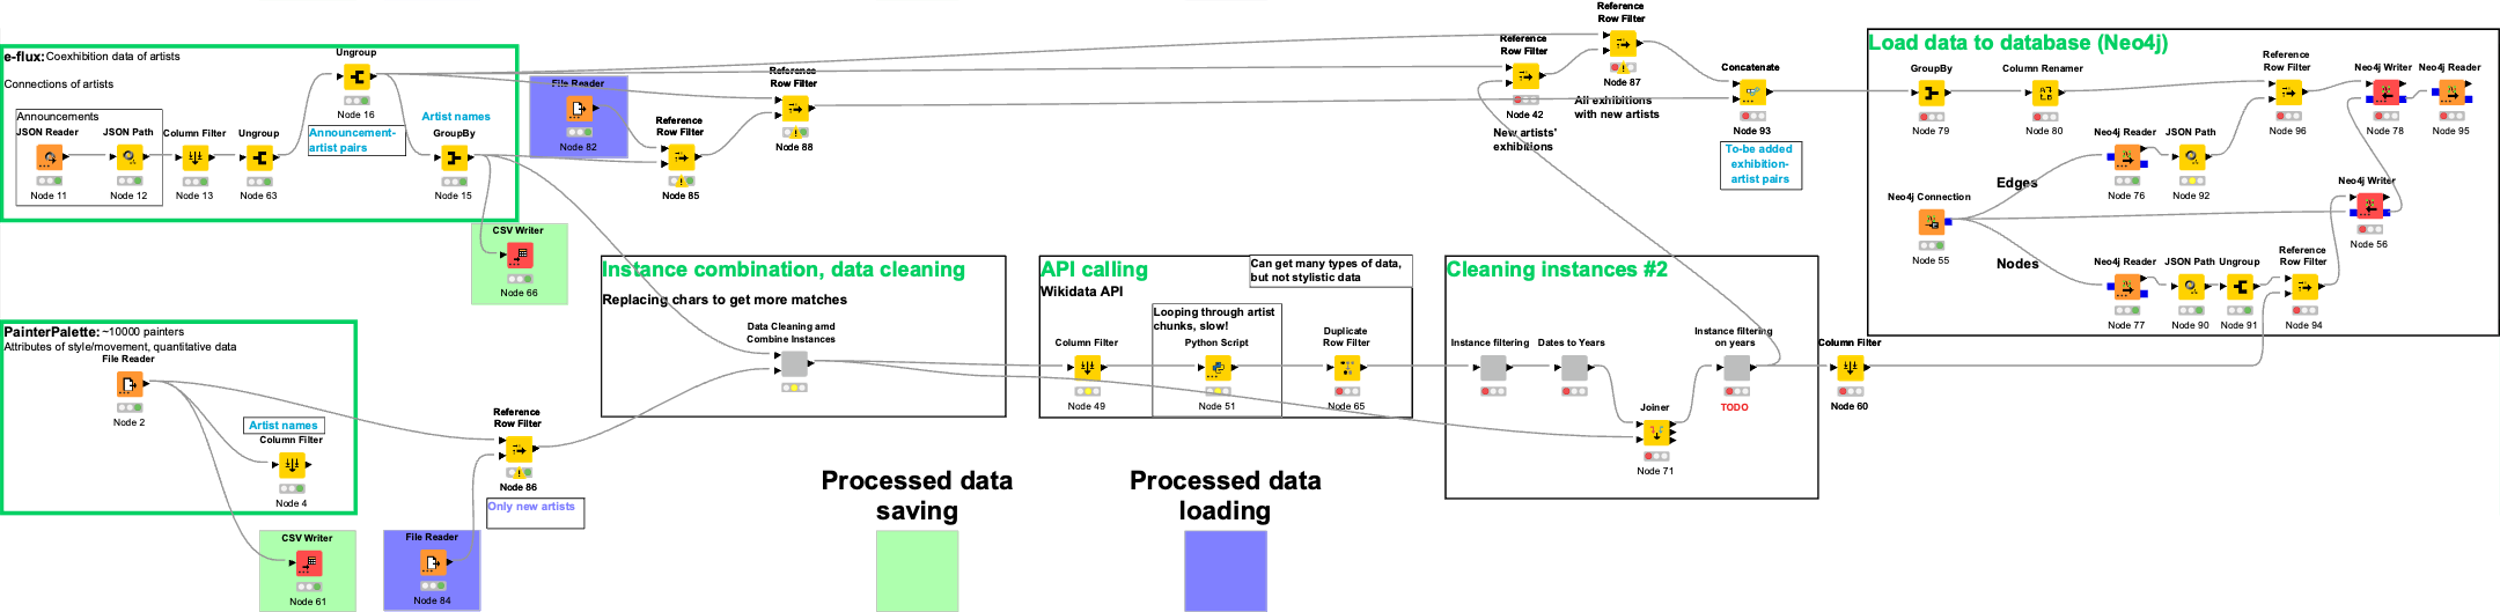 e-flux: Coexhibition data of artists
Connections of artists
Announcements
JSON Reader
Node 11
JSON Path
Node 12
Column Filter
Node 13
Ungroup
Node 63
Ungroup
Node 16
Announcement-
artist pairs
Artist names
GroupBy
Node 15
CSV Writer
Node 66
File Reader
Node 82
Reference
Row Filter
Node 85
Reference
Row Filter
Node 88
PainterPalette: ~10000 painters
Attributes of style/movement, quantitative data
File Reader
Node 2
Artist names
Column Filter
Node 4
CSV Writer
Node 61
File Reader
Node 84
Reference
Row Filter
Node 86
Only new artists
Instance combination, data cleaning
Replacing chars to get more matches
Data Cleaning amd
Combine Instances
Processed data
saving
Processed data
loading
API calling
Wikidata API
Can get many types of data,
but not stylistic data
Column Filter
Node 49
Looping through artist
chunks, slow!
Python Script
Node 51
Duplicate
Row Filter
Node 65
Cleaning instances #2
Instance filtering
Dates to Years
Joiner
Node 71
Instance filtering
on years
TODO
Column Filter
Node 60
Reference
Row Filter
Node 42
New artists'
exhibitions
Reference
Row Filter
Node 87
All exhibitions
with new artists
Concatenate
Node 93
To-be added
exhibition-
artist pairs
Load data to database (Neo4j)
GroupBy
Node 79
Column Renamer
Node 80
Reference
Row Filter
Node 96
Neo4j Writer
Node 78
Neo4j Reader
Node 95
Neo4j Reader
Node 76
JSON Path
Node 92
Edges
Neo4j Connection
Node 55
Nodes
Neo4j Writer
Node 56
Neo4j Reader
Node 77
JSON Path
Node 90
Ungroup
Node 91
Reference
Row Filter
Node 94